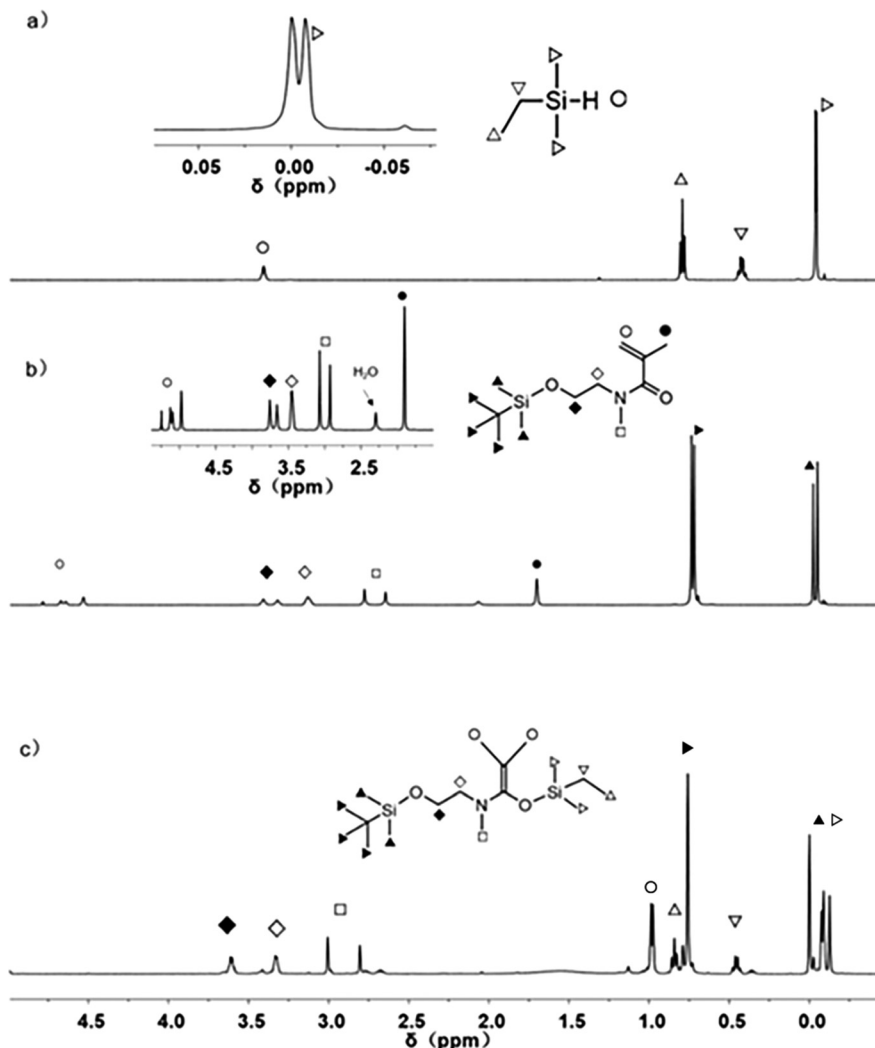 a)
Si-H
0.05 0.00 -0.05
δ (ppm)
b)
H₂O
O
Si O N
O
4.5 3.5 2.5
δ (ppm)
c)
O Si
Si N O
4.5 4.0 3.5 3.0 2.5 2.0 1.5 1.0 0.5 0.0
δ (ppm)